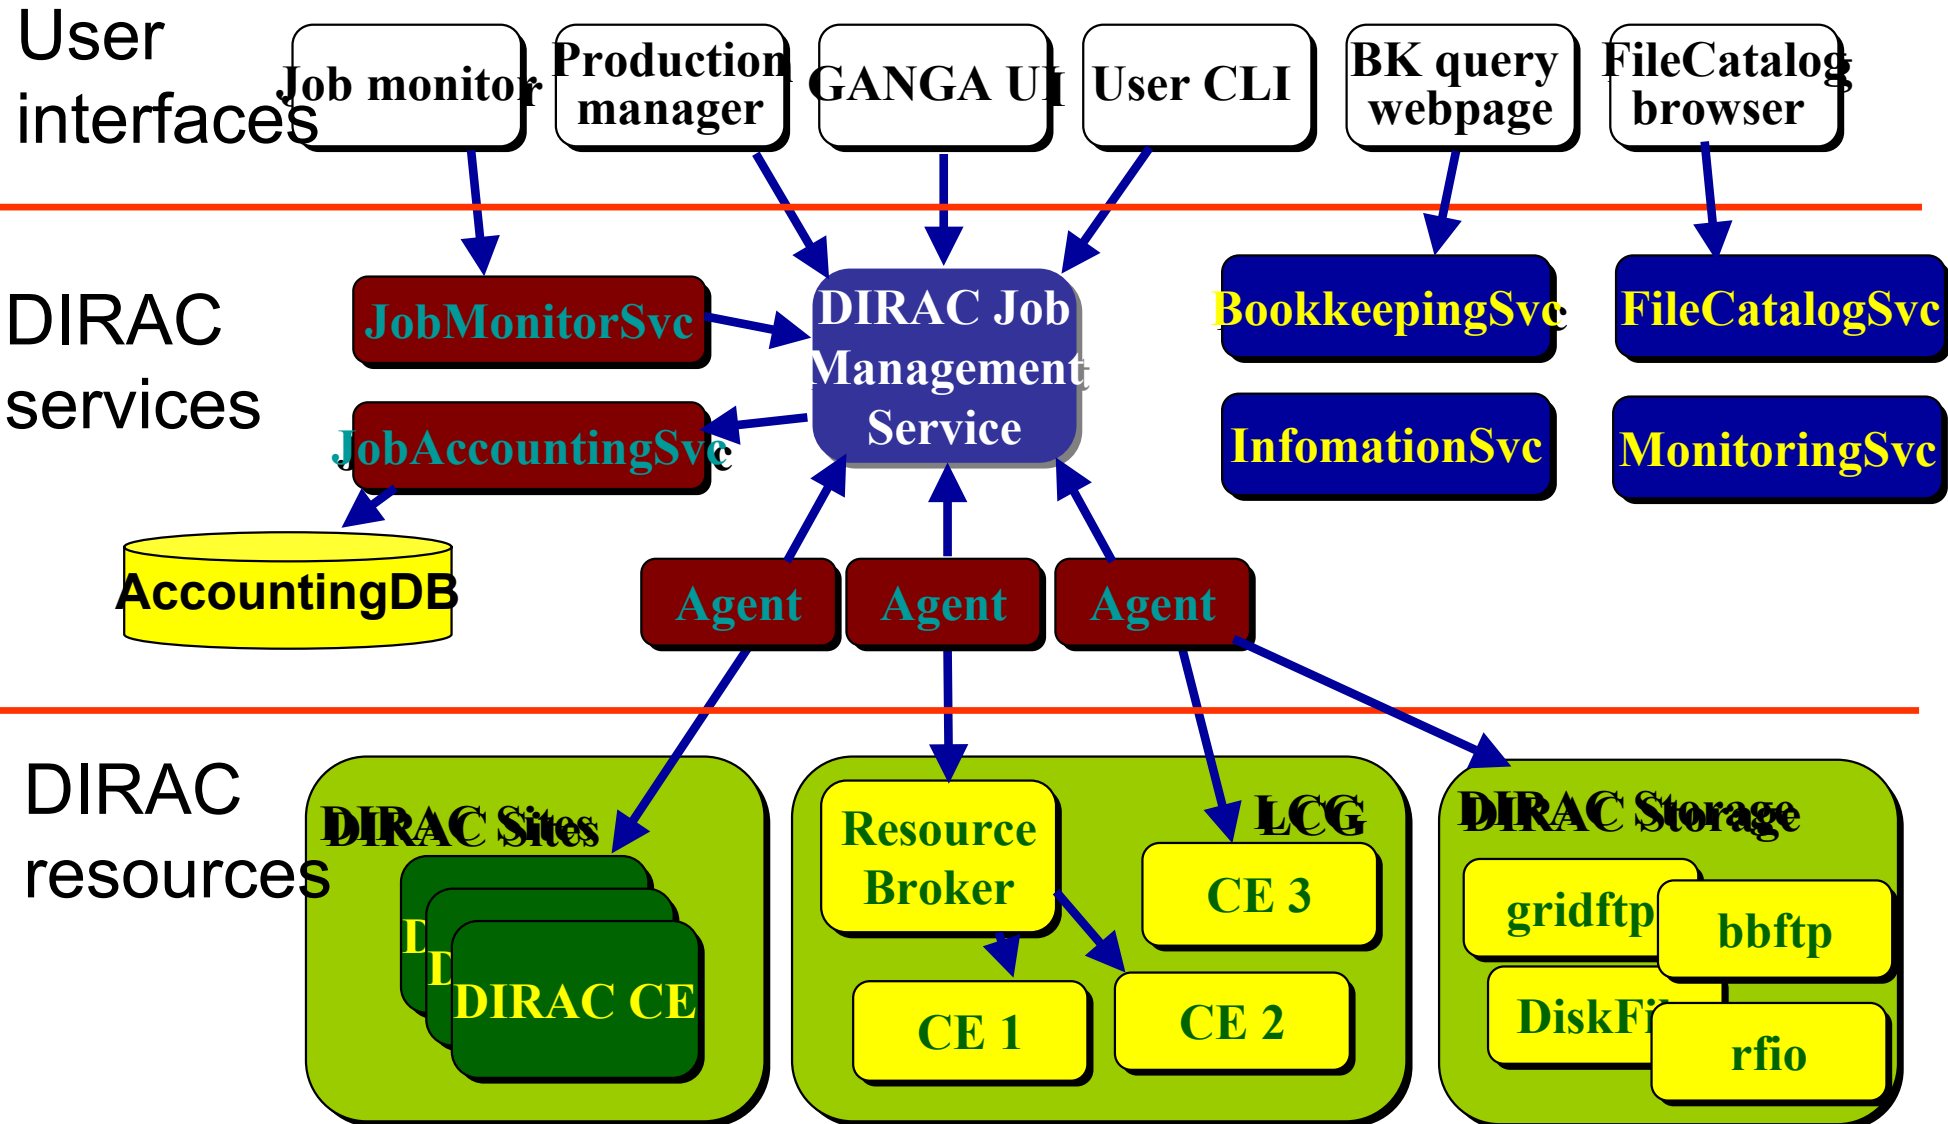 User
interfaces
Job monitor
Production
manager
GANGA UI
User CLI
BK query
webpage
FileCatalog
browser
DIRAC
services
JobMonitorSvc
JobAccountingSvc
DIRAC Job
Management
Service
BookkeepingSvc
FileCatalogSvc
InfomationSvc
MonitoringSvc
AccountingDB
Agent
Agent
Agent
DIRAC
resources
DIRAC Sites
D
D
DIRAC CE
LCG
Resource
Broker
CE 3
CE 1
CE 2
DIRAC Storage
gridftp
bbftp
DiskFil
rfio